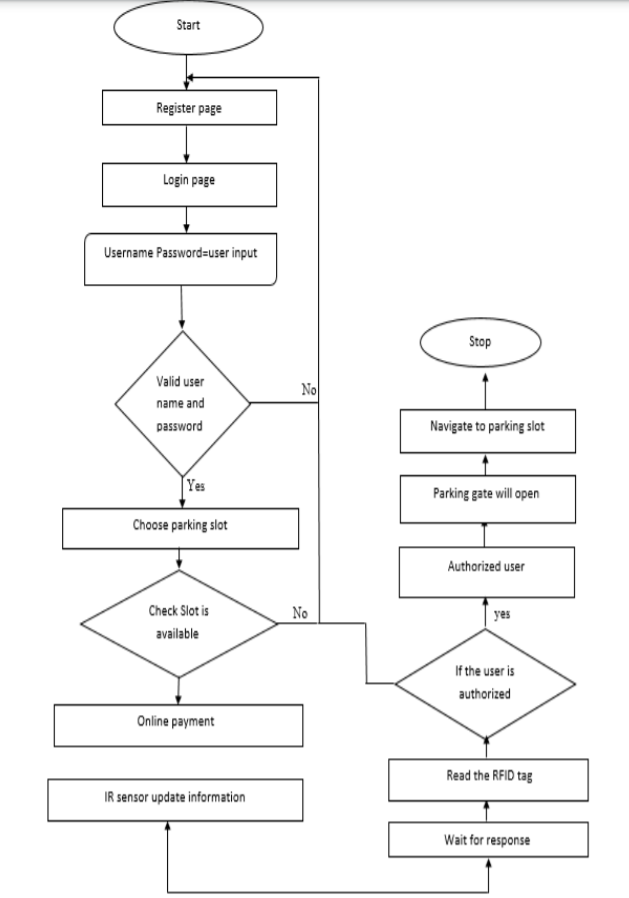 Start
Register page
Login page
Username Password=user input
Valid user
name and
password
No
Yes
Choose parking slot
Check Slot is
available
No
Online payment
IR sensor update information
Stop
Navigate to parking slot
Parking gate will open
Authorized user
yes
If the user is
authorized
Read the RFID tag
Wait for response